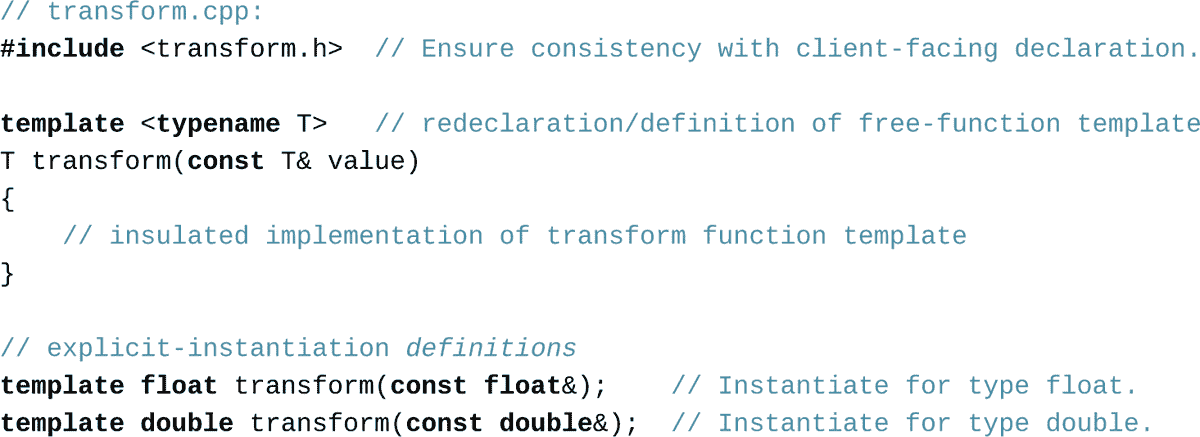 // transform.cpp:
#include <transform.h>  // Ensure consistency with client-facing declaration.
template <typename T>   // redeclaration/definition of free-function template
T transform(const T& value)
{
    // insulated implementation of transform function template
}
// explicit-instantiation definitions
template float transform(const float&);    // Instantiate for type float.
template double transform(const double&);  // Instantiate for type double.